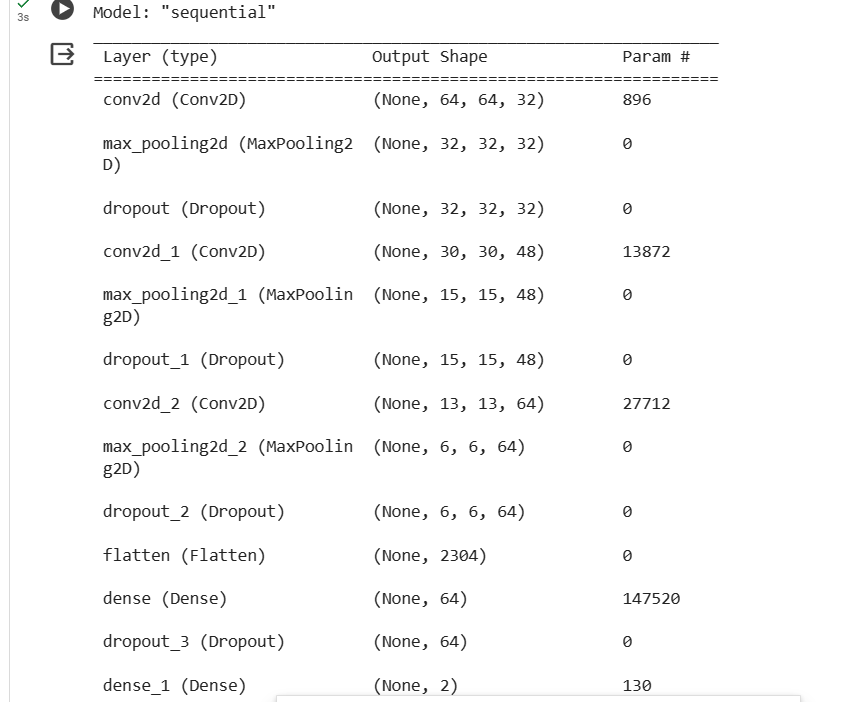 3s
Model: "sequential"
Layer (type) Output Shape Param #
=================================================================
conv2d (Conv2D) (None, 64, 64, 32) 896
max_pooling2d (MaxPooling2 (None, 32, 32, 32) 0
D)
dropout (Dropout) (None, 32, 32, 32) 0
conv2d_1 (Conv2D) (None, 30, 30, 48) 13872
max_pooling2d_1 (MaxPoolin (None, 15, 15, 48) 0
g2D)
dropout_1 (Dropout) (None, 15, 15, 48) 0
conv2d_2 (Conv2D) (None, 13, 13, 64) 27712
max_pooling2d_2 (MaxPoolin (None, 6, 6, 64) 0
g2D)
dropout_2 (Dropout) (None, 6, 6, 64) 0
flatten (Flatten) (None, 2304) 0
dense (Dense) (None, 64) 147520
dropout_3 (Dropout) (None, 64) 0
dense_1 (Dense) (None, 2) 130